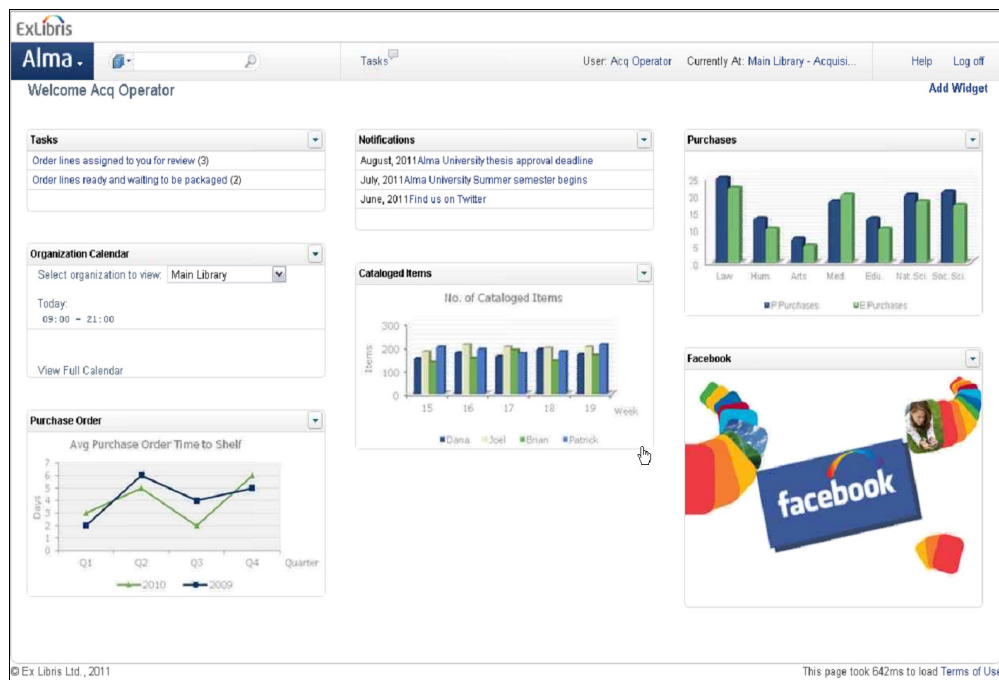 ExLibris
Alma
Tasks
User: Acq Operator Currently At: Main Library - Acquisi...
Help Log off
Welcome Acq Operator
Add Widget
Tasks
Order lines assigned to you for review (3)
Order lines ready and waiting to be packaged (2)
Organization Calendar
Select organization to view: Main Library
Today:
09:00 - 21:00
View Full Calendar
Purchase Order
Avg Purchase Order Time to Shelf
7
6
5
4
3
2
1
0
Days
Q1 Q2 Q3 Q4 Quarter
2010 2009
Notifications
August, 2011Alma University thesis approval deadline
July, 2011Alma University Summer semester begins
June, 2011Find us on Twitter
Cataloged Items
No. of Cataloged Items
300
200
100
0
Items
15 16 17 18 19 Week
Dana Joel Brian Patrick
Purchases
25
20
15
10
5
0
Law Hum. Arts Med. Edu. Nat.Sci. Soc.Sci.
P.Purchases E.Purchases
Facebook
facebook
© Ex Libris Ltd., 2011
This page took 642ms to load Terms of Use